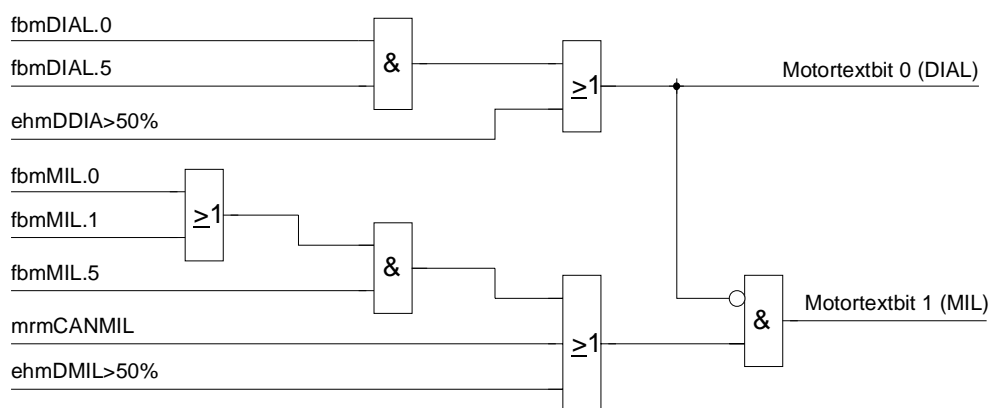 fbmDIAL.0
&
fbmDIAL.5
≥1
Motortextbit 0 (DIAL)
ehmDDIA>50%
fbmMIL.0
≥1
fbmMIL.1
&
fbmMIL.5
Motortextbit 1 (MIL)
&
mrmCANMIL
≥1
ehmDMIL>50%